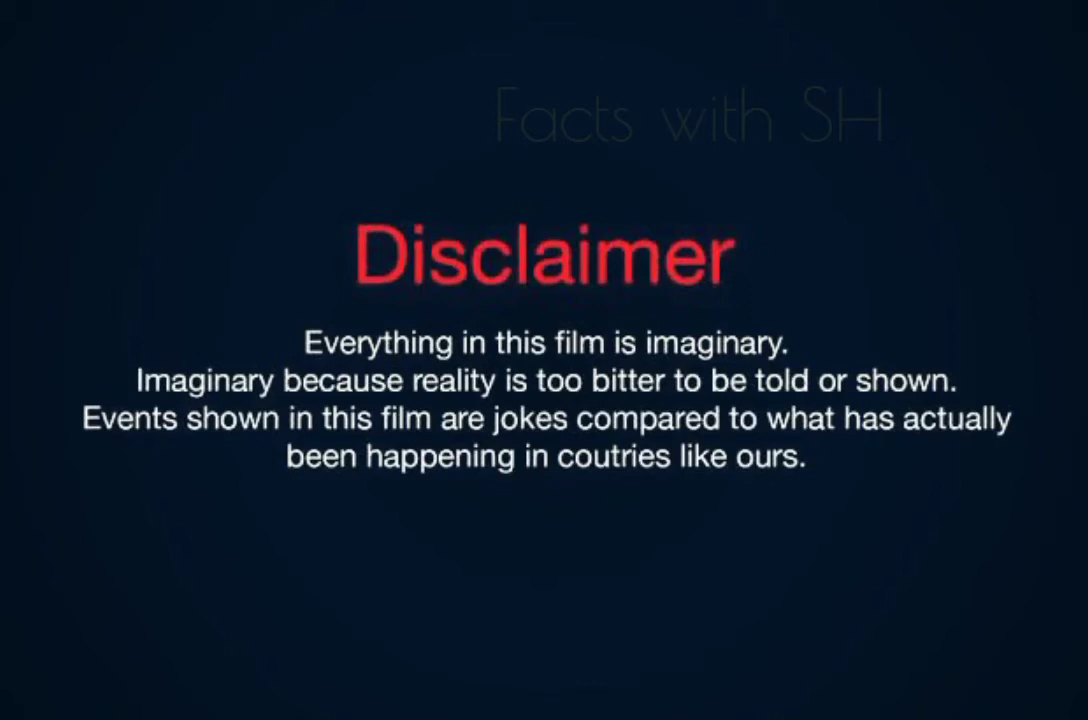 Facts with SH
Disclaimer
Everything in this film is imaginary.
Imaginary because reality is too bitter to be told or shown.
Events shown in this film are jokes compared to what has actually
been happening in coutries like ours.